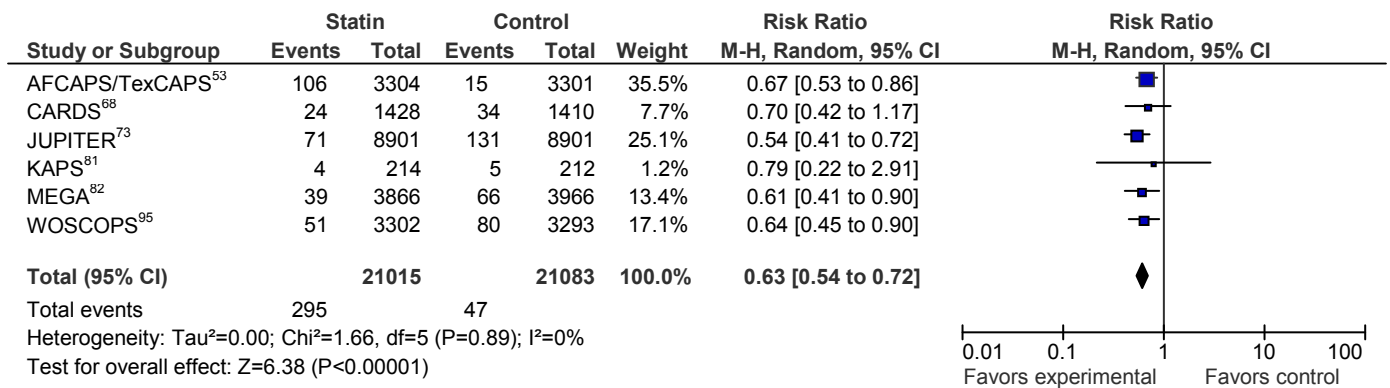 Statin Control Risk Ratio Risk Ratio
Study or Subgroup Events Total Events Total Weight M-H, Random, 95% CI M-H, Random, 95% CI
AFCAPS/TexCAPS53 106 3304 15 3301 35.5% 0.67 [0.53 to 0.86]
CARDS68 24 1428 34 1410 7.7% 0.70 [0.42 to 1.17]
JUPITER73 71 8901 131 8901 25.1% 0.54 [0.41 to 0.72]
KAPS81 4 214 5 212 1.2% 0.79 [0.22 to 2.91]
MEGA82 39 3866 66 3966 13.4% 0.61 [0.41 to 0.90]
WOSCOPS95 51 3302 80 3293 17.1% 0.64 [0.45 to 0.90]
Total (95% CI) 21015 21083 100.0% 0.63 [0.54 to 0.72]
Total events 295 47
Heterogeneity: Tau²=0.00; Chi²=1.66, df=5 (P=0.89); I²=0%
Test for overall effect: Z=6.38 (P<0.00001)
0.01 0.1 1 10 100
Favors experimental Favors control